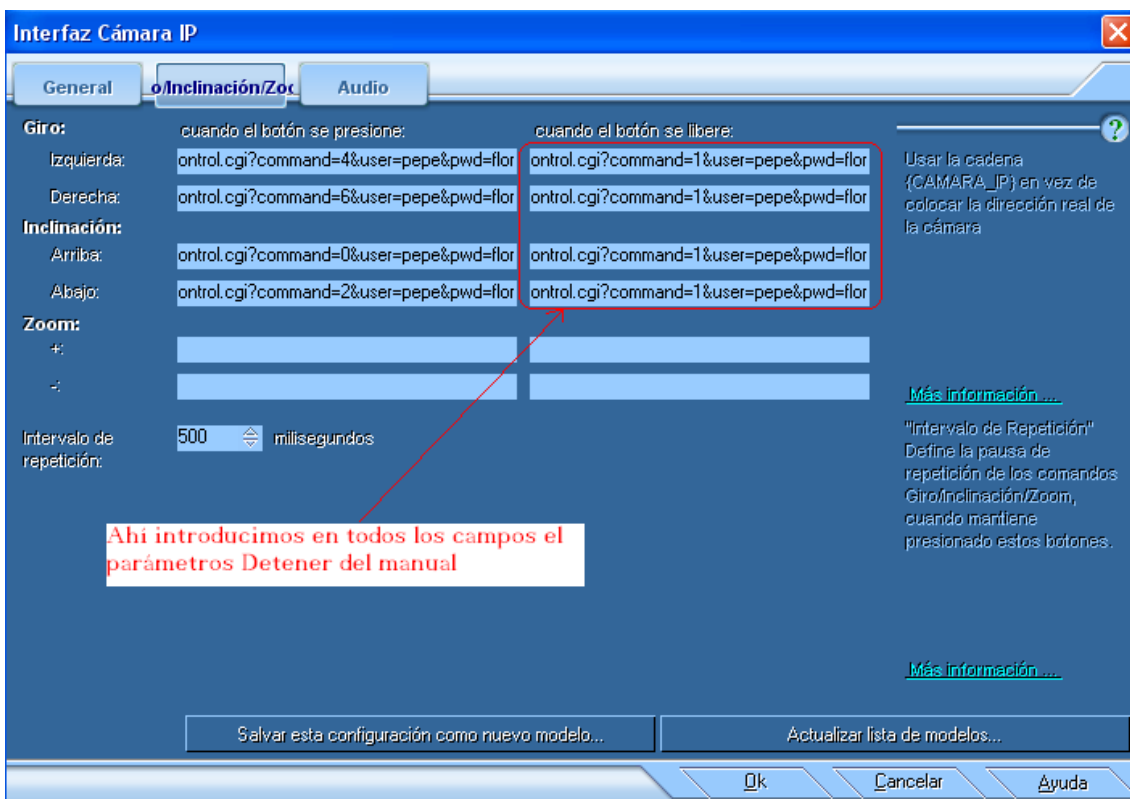 Interfaz Cámara IP
General
o/Inclinación/Zoo
Audio
Giro:
cuando el botón se presione:
cuando el botón se libere:
Izquierda:
ontrol.cgi?command=4&user=pepe&pwd=flor
ontrol.cgi?command=1&user=pepe&pwd=flor
Derecha:
ontrol.cgi?command=6&user=pepe&pwd=flor
ontrol.cgi?command=1&user=pepe&pwd=flor
Inclinación:
Arriba:
ontrol.cgi?command=0&user=pepe&pwd=flor
ontrol.cgi?command=1&user=pepe&pwd=flor
Abajo:
ontrol.cgi?command=2&user=pepe&pwd=flor
ontrol.cgi?command=1&user=pepe&pwd=flor
Zoom:
+:
-:
Intervalo de
repetición:
500
milisegundos
Ahí introducimos en todos los campos el
parámetros Detener del manual
?
Usar la cadena
{CAMARA_IP} en vez de
colocar la dirección real de
la cámara
Más información ...
"Intervalo de Repetición"
Define la pausa de
repetición de los comandos
Giro/Inclinación/Zoom,
cuando mantiene
presionado estos botones.
Más información ...
Salvar esta configuración como nuevo modelo...
Actualizar lista de modelos...
Ok
Cancelar
Ayuda